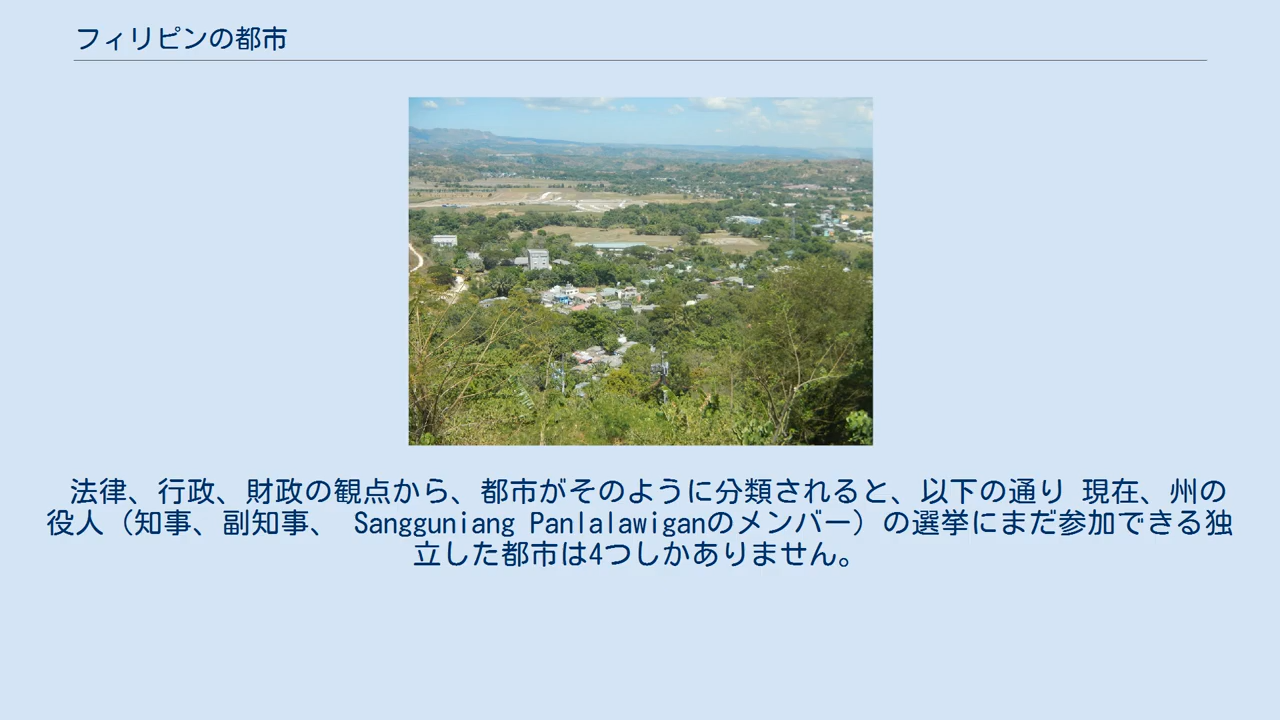 フィリピンの都市
法律、行政、財政の観点から、都市がそのように分類されると、以下の通り 現在、州の
役人（知事、副知事、 Sangguniang Panlalawiganのメンバー）の選挙にまだ参加できる独
立した都市は4つしかありません。